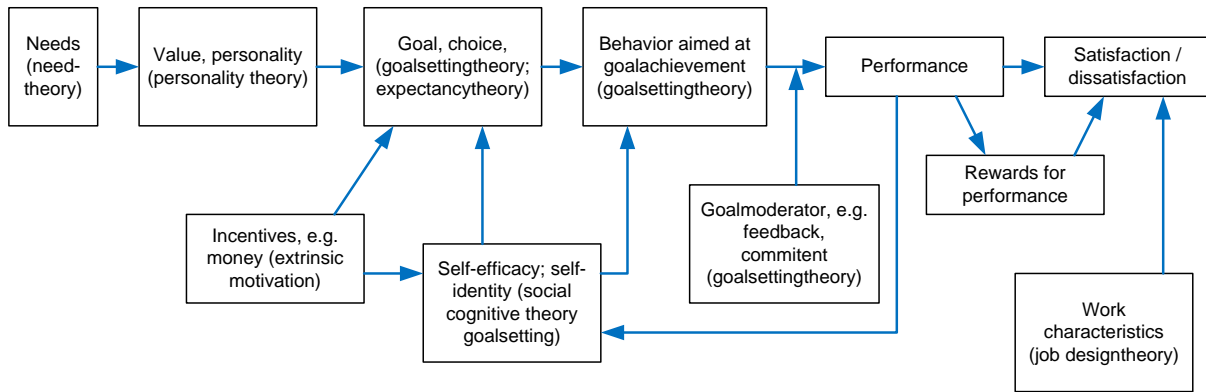 Needs
(need-
theory)
Value, personality
(personality theory)
Goal, choice,
(goalsettingtheory;
expectancytheory)
Behavior aimed at
goalachievement
(goalsettingtheory)
Performance
Satisfaction /
dissatisfaction
Rewards for
performance
Incentives, e.g.
money (extrinsic
motivation)
Self-efficacy; self-
identity (social
cognitive theory
goalsetting)
Goalmoderator, e.g.
feedback,
commitent
(goalsettingtheory)
Work
characteristics
(job designtheory)